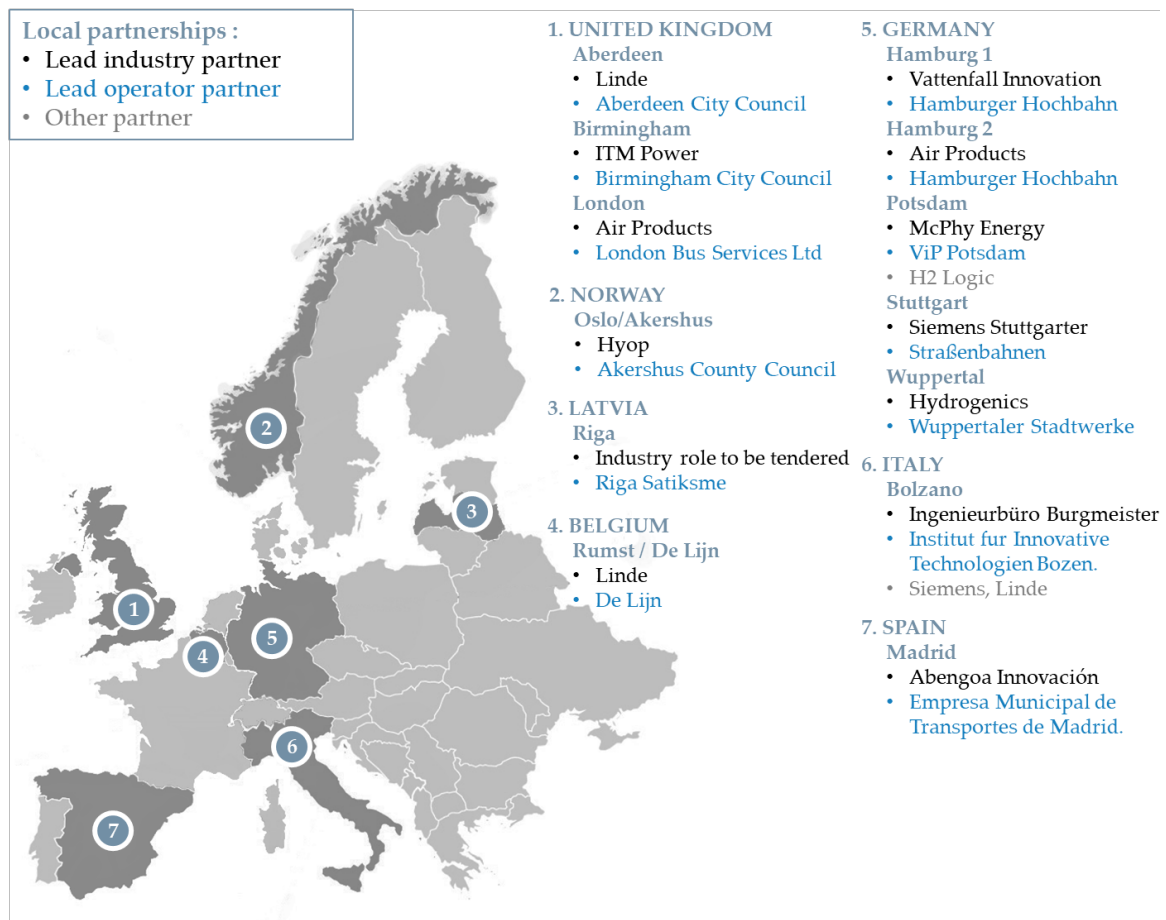 Local partnerships :
• Lead industry partner
• Lead operator partner
• Other partner
1. UNITED KINGDOM
Aberdeen
• Linde
• Aberdeen City Council
Birmingham
• ITM Power
• Birmingham City Council
London
• Air Products
• London Bus Services Ltd
2. NORWAY
Oslo/Akershus
• Hyop
• Akershus County Council
3. LATVIA
Riga
• Industry role to be tendered
• Riga Satiksme
4. BELGIUM
Rumst / De Lijn
• Linde
• De Lijn
5. GERMANY
Hamburg 1
• Vattenfall Innovation
• Hamburger Hochbahn
Hamburg 2
• Air Products
• Hamburger Hochbahn
Potsdam
• McPhy Energy
• ViP Potsdam
• H2 Logic
Stuttgart
• Siemens Stuttgarter
• Straßenbahnen
Wuppertal
• Hydrogenics
• Wuppertaler Stadtwerke
6. ITALY
Bolzano
• Ingenieurbüro Burgmeister
• Institut fur Innovative
Technologien Bozen.
• Siemens, Linde
7. SPAIN
Madrid
• Abengoa Innovación
• Empresa Municipal de
Transportes de Madrid.
2
3
1
5
4
6
7